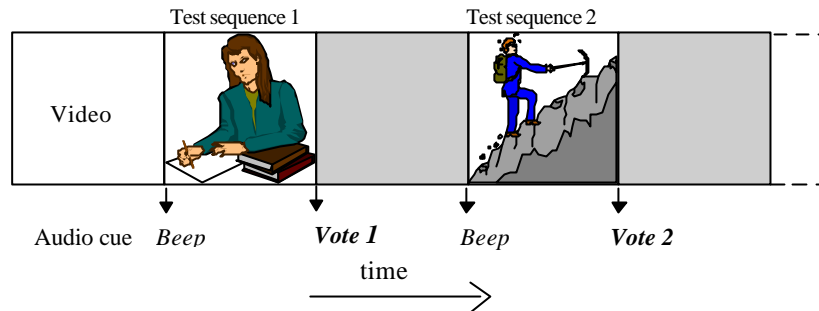 Test sequence 1 Test sequence 2
Video
Audio cue Beep Vote 1 Beep Vote 2
time